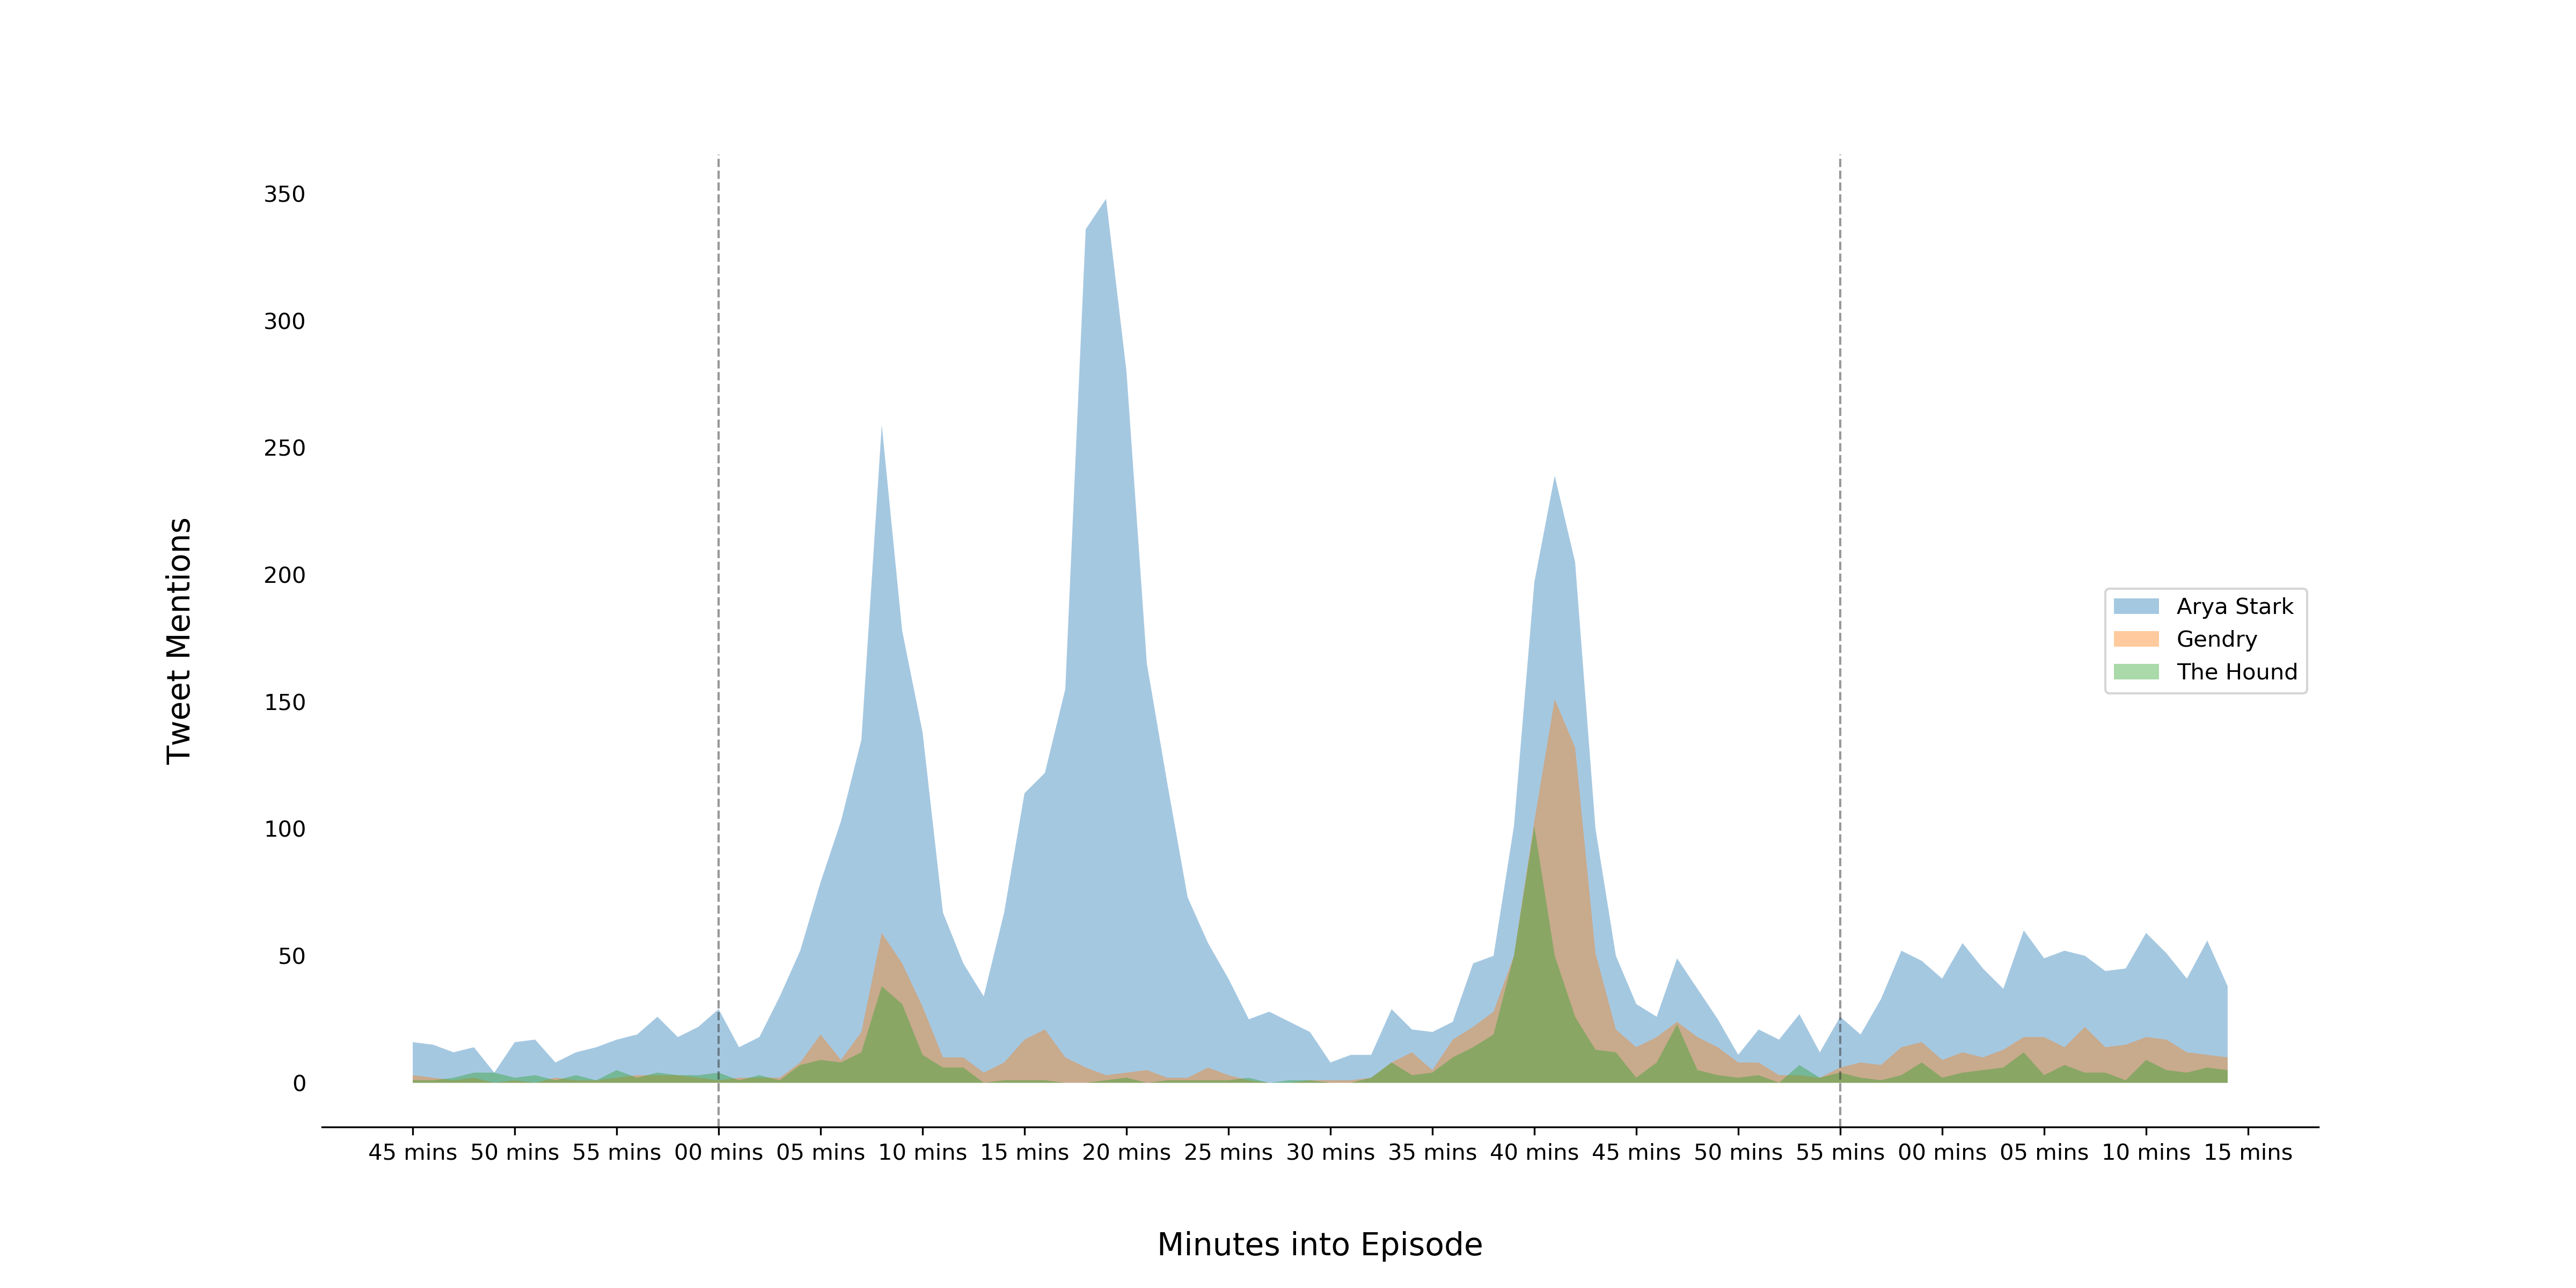 Tweet Mentions
350
300
250
200
150
100
50
0
Arya Stark
Gendry
The Hound
45 mins 50 mins 55 mins 00 mins 05 mins 10 mins 15 mins 20 mins 25 mins 30 mins 35 mins 40 mins 45 mins 50 mins 55 mins 00 mins 05 mins 10 mins 15 mins
Minutes into Episode